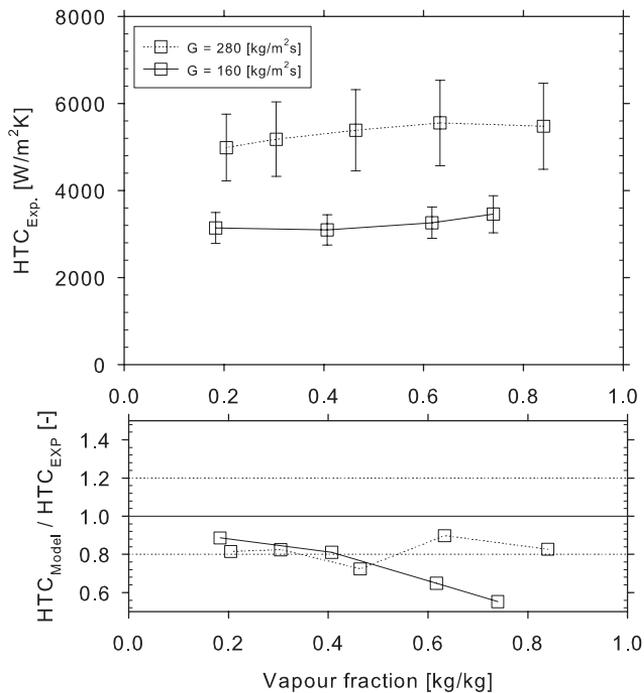 8000
6000
4000
2000
0
HTC_Exp. [W/m²K]
G = 280 [kg/m²s]
G = 160 [kg/m²s]
0.0 0.2 0.4 0.6 0.8 1.0
1.4
1.2
1.0
0.8
0.6
HTC_Model / HTC_EXP [-]
0.0 0.2 0.4 0.6 0.8 1.0
Vapour fraction [kg/kg]